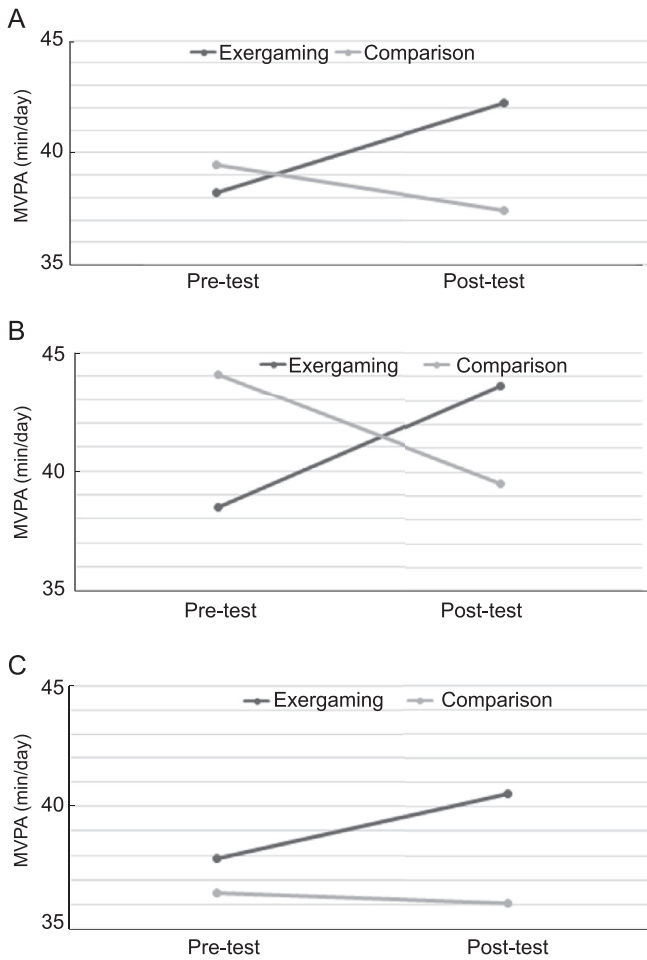 A
45
Exergaming Comparison
MVPA (min/day)
40
35
Pre-test Post-test
B
45
Exergaming Comparison
MVPA (min/day)
40
35
Pre-test Post-test
C
45
Exergaming Comparison
MVPA (min/day)
40
35
Pre-test Post-test